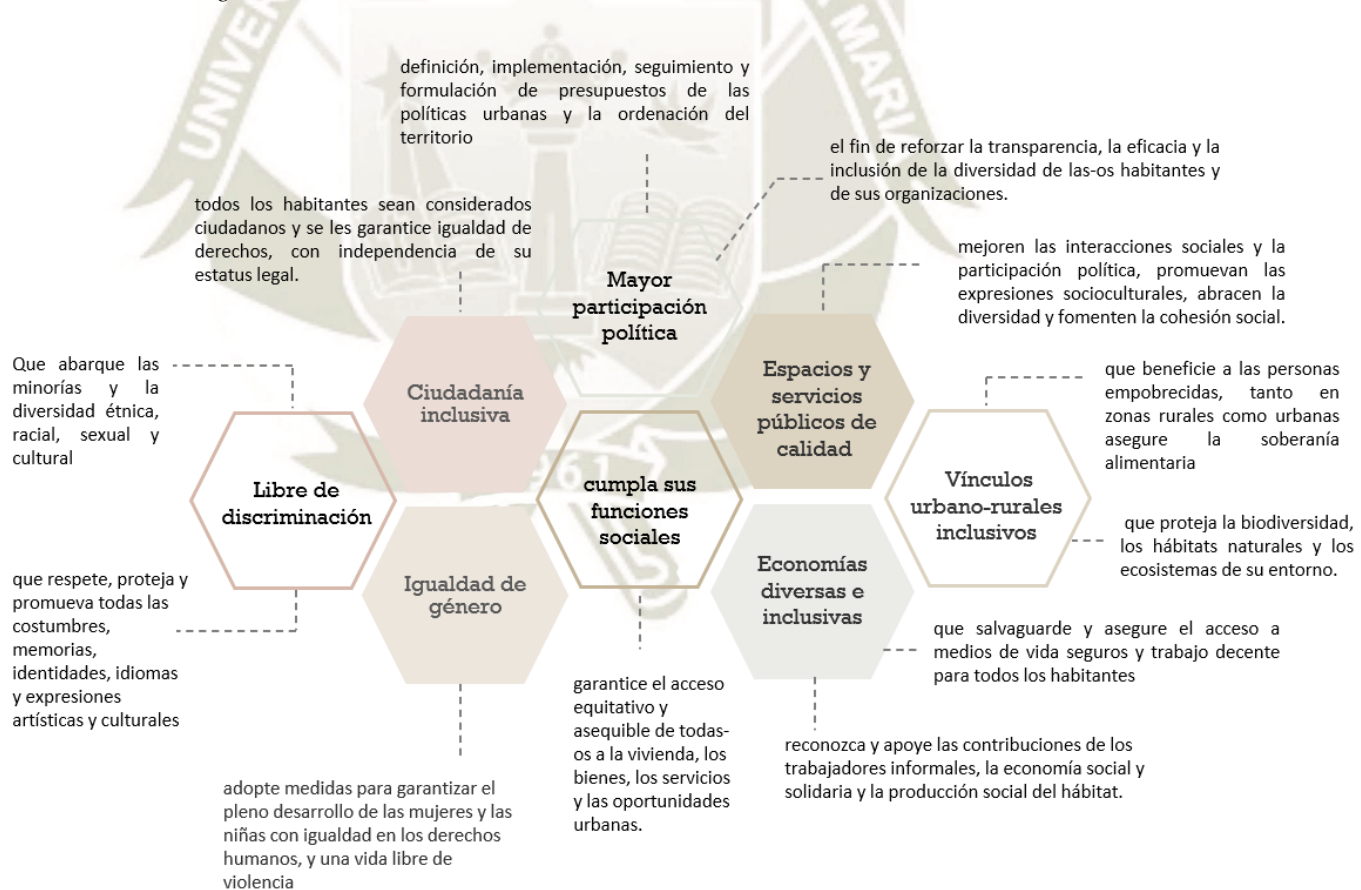 definición, implementación, seguimiento y
formulación de presupuestos de las
políticas urbanas y la ordenación del
territorio
el fin de reforzar la transparencia, la eficacia y la
inclusión de la diversidad de las-os habitantes y
de sus organizaciones.
todos los habitantes sean considerados
ciudadanos y se les garantice igualdad de
derechos, con independencia de su
estatus legal.
mejoren las interacciones sociales y la
participación política, promuevan las
expresiones socioculturales, abracen la
diversidad y fomenten la cohesión social.
Mayor
participación
política
Que abarque las
minorías y la
diversidad étnica,
racial, sexual y
cultural
Ciudadanía
inclusiva
Espacios y
servicios
públicos de
calidad
que beneficie a las personas
empobrecidas, tanto en
zonas rurales como urbanas
asegure la soberanía
alimentaria
Libre de
discriminación
cumpla sus
funciones
sociales
Vínculos
urbano-rurales
inclusivos
que proteja la biodiversidad,
los hábitats naturales y los
ecosistemas de su entorno.
que respete, proteja y
promueva todas las
costumbres,
memorias,
identidades, idiomas
y expresiones
artísticas y culturales
Igualdad de
género
Economías
diversas e
inclusivas
que salvaguarde y asegure el acceso a
medios de vida seguros y trabajo decente
para todos los habitantes
garantice el acceso
equitativo y
asequible de todas-
os a la vivienda, los
bienes, los servicios
y las oportunidades
urbanas.
reconozca y apoye las contribuciones de los
trabajadores informales, la economía social y
solidaria y la producción social del hábitat.
adopte medidas para garantizar el
pleno desarrollo de las mujeres y las
niñas con igualdad en los derechos
humanos, y una vida libre de
violencia
MARIA